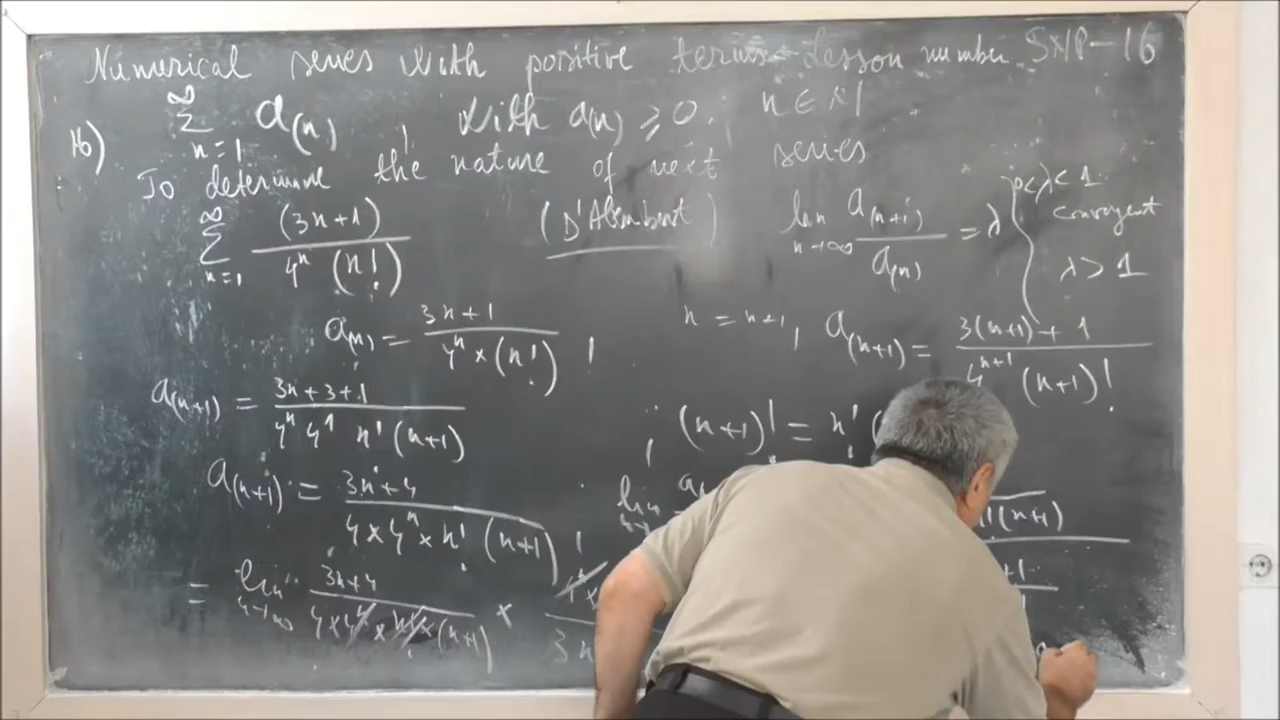 Numerical series with positive terms - Lesson number SNP-16
16) ∞ Σ n=1 a(n) , with a(n) ⩾ 0; n ∈ N
To determine the nature of next series
∞ Σ n=1 (3n+1) / 4ⁿ (n!)
(D'Alembert)
lim n→∞ a(n+1) / a(n) = λ { 0<λ<1 convergent
λ > 1
a(n) = 3n+1 / 4ⁿ × (n!) ;
n = n+1, a(n+1) = 3(n+1)+1 / 4ⁿ⁺¹ (n+1)!
a(n+1) = 3n+3+1 / 4ⁿ 4¹ n! (n+1)
, (n+1)! = n!
a(n+1) = 3n+4 / 4×4ⁿ×n! (n+1) ;
lim
n!(n+1)
= lim n→∞ 3n+4 / 4×4ⁿ×n!×(n+1) ×